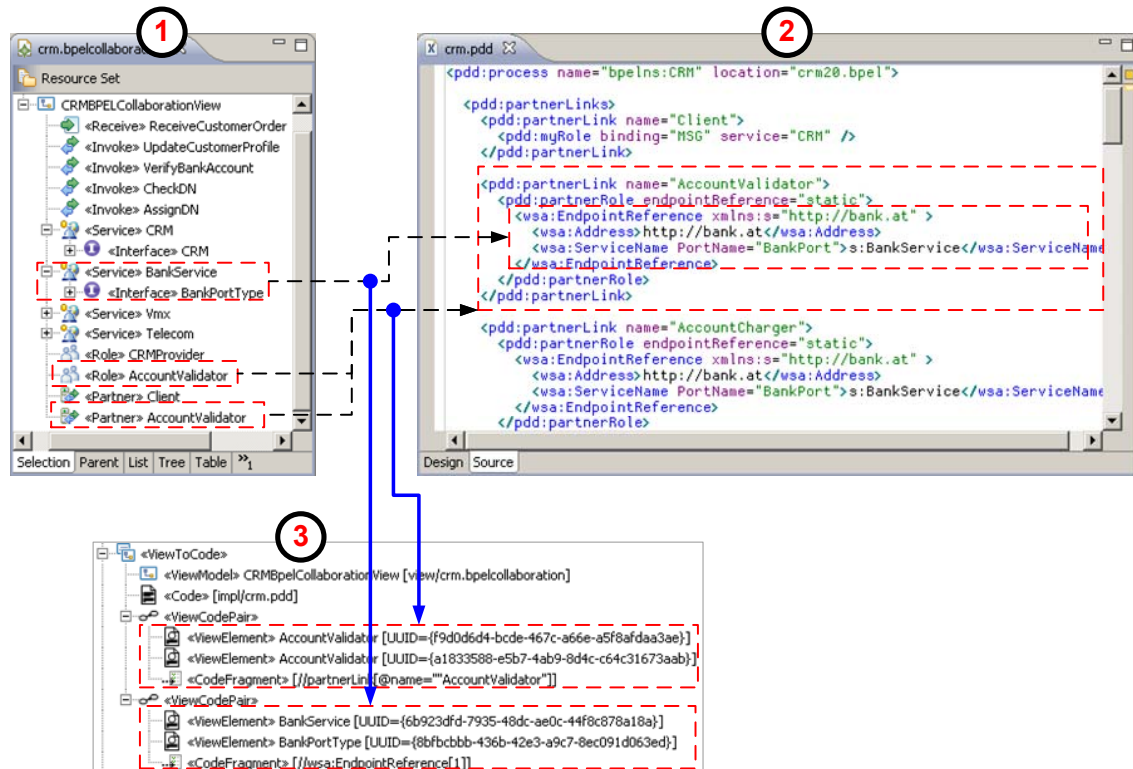 1
crm.bpelcollaborat
Resource Set
CRMBPELCollaborationView
«Receive» ReceiveCustomerOrder
«Invoke» UpdateCustomerProfile
«Invoke» VerifyBankAccount
«Invoke» CheckDN
«Invoke» AssignDN
«Service» CRM
«Interface» CRM
«Service» BankService
«Interface» BankPortType
«Service» Vmx
«Service» Telecom
«Role» CRMProvider
«Role» AccountValidator
«Partner» Client
«Partner» AccountValidator
Selection Parent List Tree Table »1
2
X crm.pdd
<pdd:process name="bpelns:CRM" location="crm20.bpel">
<pdd:partnerLinks>
<pdd:partnerLink name="Client">
<pdd:myRole binding="MSG" service="CRM" />
</pdd:partnerLink>
<pdd:partnerLink name="AccountValidator">
<pdd:partnerRole endpointReference="static">
<wsa:EndpointReference xmlns:s="http://bank.at" >
<wsa:Address>http://bank.at</wsa:Address>
<wsa:ServiceName PortName="BankPort">s:BankService</wsa:ServiceName
</wsa:EndpointReference>
</pdd:partnerRole>
</pdd:partnerLink>
<pdd:partnerLink name="AccountCharger">
<pdd:partnerRole endpointReference="static">
<wsa:EndpointReference xmlns:s="http://bank.at" >
<wsa:Address>http://bank.at</wsa:Address>
<wsa:ServiceName PortName="BankPort">s:BankService</wsa:ServiceName
</wsa:EndpointReference>
</pdd:partnerRole>
Design Source
3
«ViewToCode»
«ViewModel» CRMBpelCollaborationView [view/crm.bpelcollaboration]
«Code» [impl/crm.pdd]
«ViewCodePair»
«ViewElement» AccountValidator [UUID={f9d0d6d4-bcde-467c-a66e-a5f8afdaa3ae}]
«ViewElement» AccountValidator [UUID={a1833588-e5b7-4ab9-8d4c-c64c31673aab}]
«CodeFragment» [//partnerLink[@name=""AccountValidator"]]
«ViewCodePair»
«ViewElement» BankService [UUID={6b923dfd-7935-48dc-ae0c-44f8c878a18a}]
«ViewElement» BankPortType [UUID={8bfbcbbb-436b-42e3-a9c7-8ec091d063ed}]
«CodeFragment» [//wsa:EndpointReference[1]]